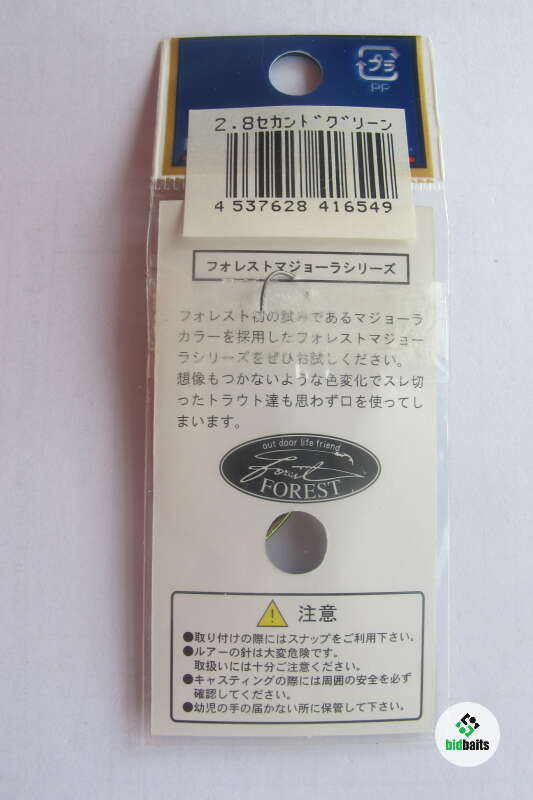 プラ
PP
2.8セカンドグリーン
4 537628 416549
フォレストマジョーラシリーズ
フォレスト初の試みであるマジョーラ
カラーを採用したフォレストマジョー
ラシリーズをぜひお試しください。
想像もつかないような色変化でスレ切
ったトラウト達も思わず口を使ってし
まいます。
out door life friend
Forest
FOREST
注意
●取り付けの際にはスナップをご利用下さい。
●ルアーの針は大変危険です。
取扱いには十分ご注意ください。
●キャスティングの際には周囲の安全を必ず
確認してください。
●幼児の手の届かない所に保管して下さい。
bidbaits